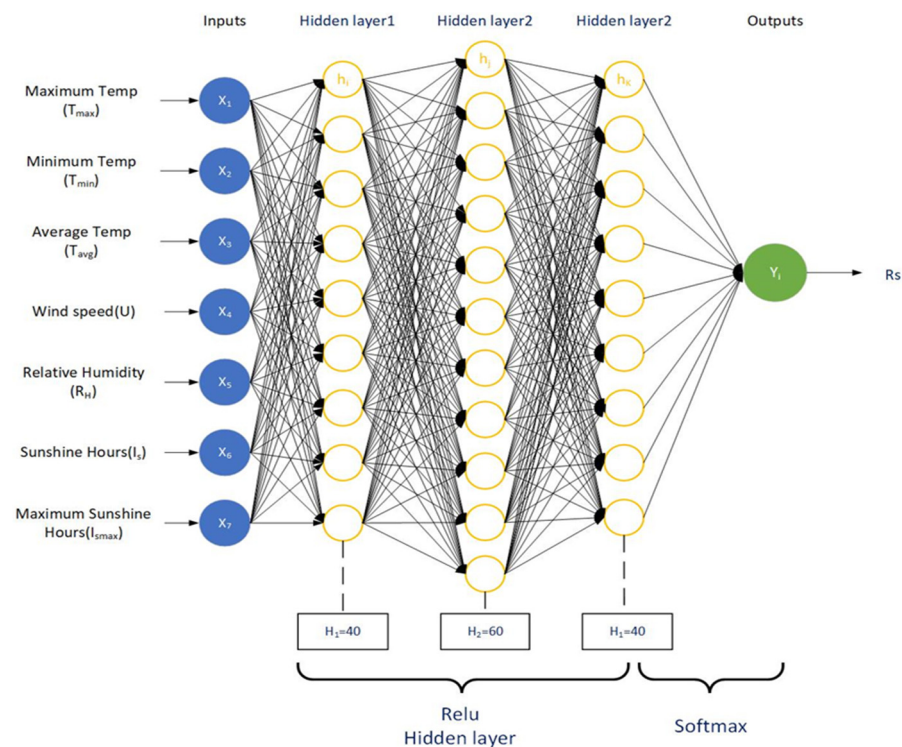 Inputs
Hidden layer1
Hidden layer2
Hidden layer2
Outputs
Maximum Temp
(Tmax)
X1
Minimum Temp
(Tmin)
X2
Average Temp
(Tavg)
X3
Wind speed(U)
X4
Relative Humidity
(RH)
X5
Sunshine Hours(Is)
X6
Maximum Sunshine
Hours(Ismax)
X7
hi
hj
hK
Yi
Rs
H1=40
H2=60
H1=40
Relu
Hidden layer
Softmax